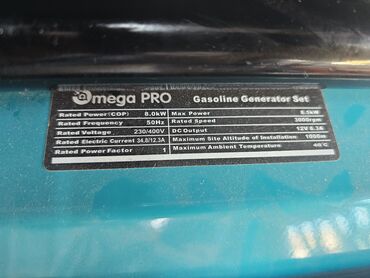 Omega PRO Gasoline Generator Set
Rated Power(COP) 8.0kW Max Power 8.5kW
Rated Frequency 50Hz Rated Speed 3000rpm
Rated Voltage 230/400V DC Output 12V 8.3A
Rated Electric Current 34.8/12.3A Maximum Site Altitude of Installation 1000m
Rated Power Factor 1 Maximum Ambient Temperature 40℃